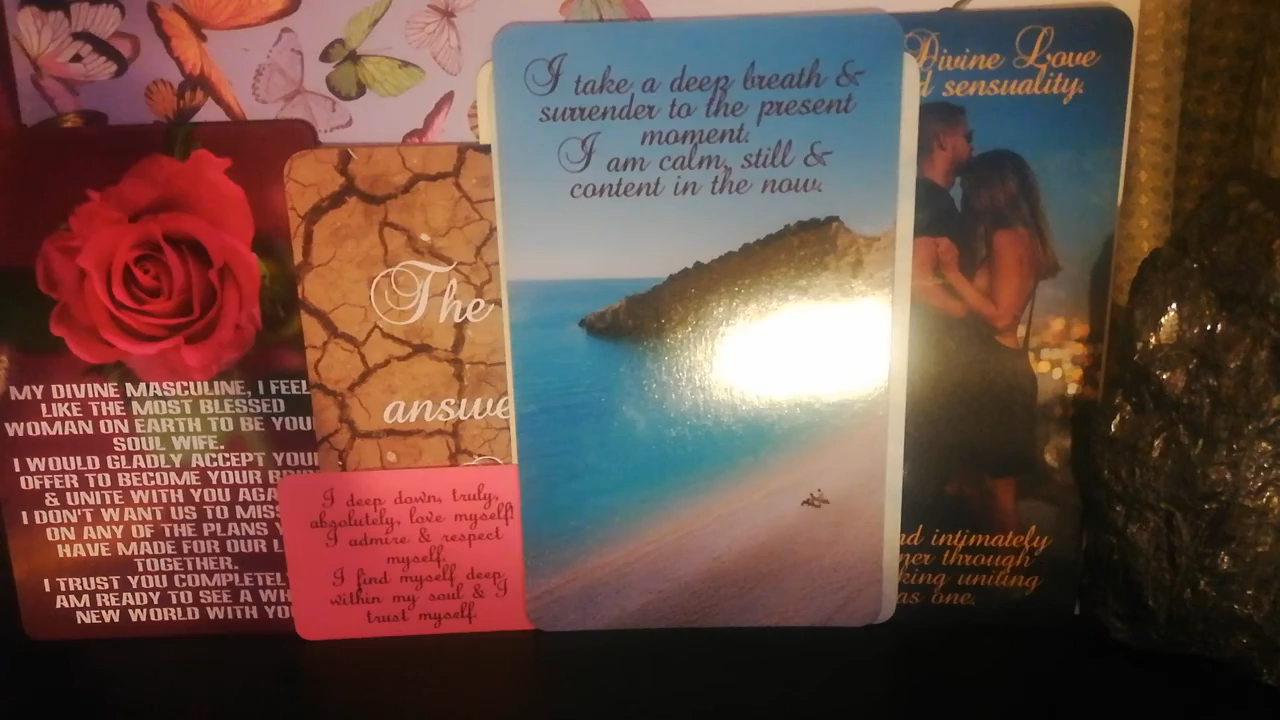 MY DIVINE MASCULINE, I FEEL
LIKE THE MOST BLESSED
WOMAN ON EARTH TO BE YOU
SOUL WIFE.
I WOULD GLADLY ACCEPT YOU
OFFER TO BECOME YOUR
& UNITE WITH YOU AGA
I DON'T WANT US TO MISS
ON ANY OF THE PLANS
HAVE MADE FOR OUR L
TOGETHER.
I TRUST YOU COMPLETEL
AM READY TO SEE A WH
NEW WORLD WITH YO
The
answe
I deep down, truly,
absolutely, love myself!
I admire & respect
myself.
I find myself deep
within my soul & I
trust myself.
I take a deep breath &
surrender to the present
moment.
I am calm, still &
content in the now.
Divine Love
d sensuality.
nd intimately
ner through
king uniting
as one.